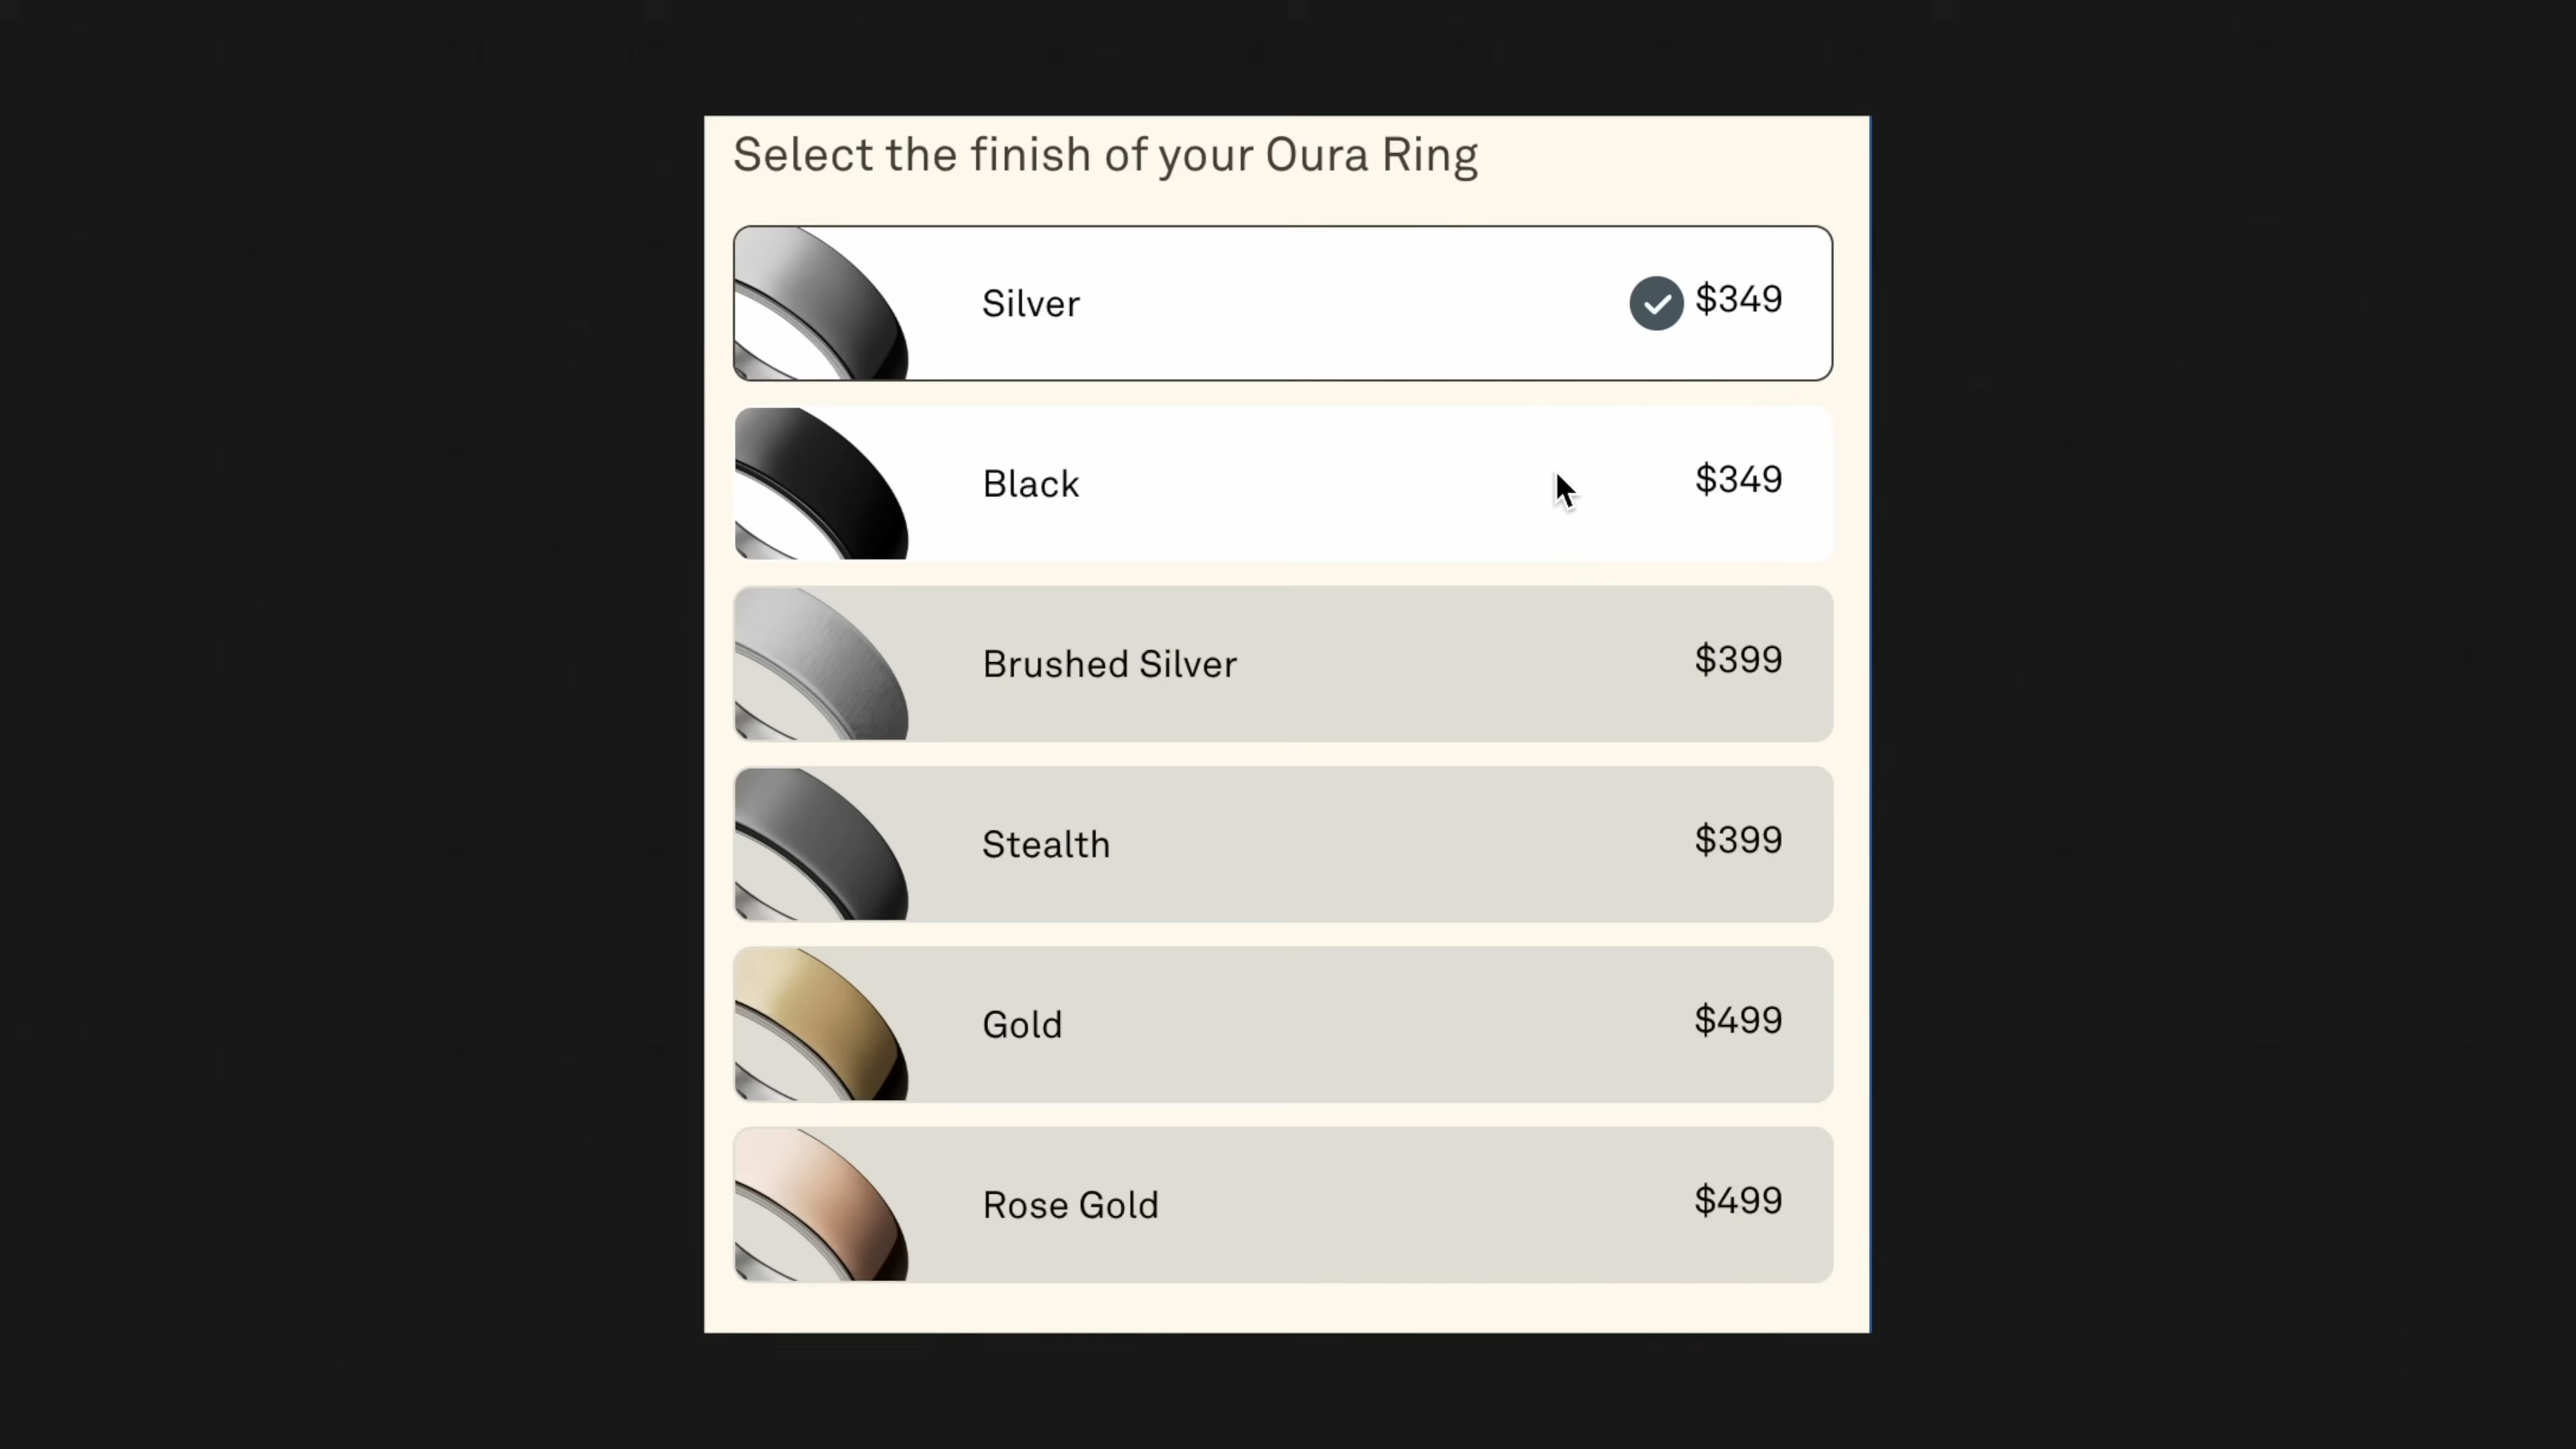 Select the finish of your Oura Ring
Silver $349
Black $349
Brushed Silver $399
Stealth $399
Gold $499
Rose Gold $499